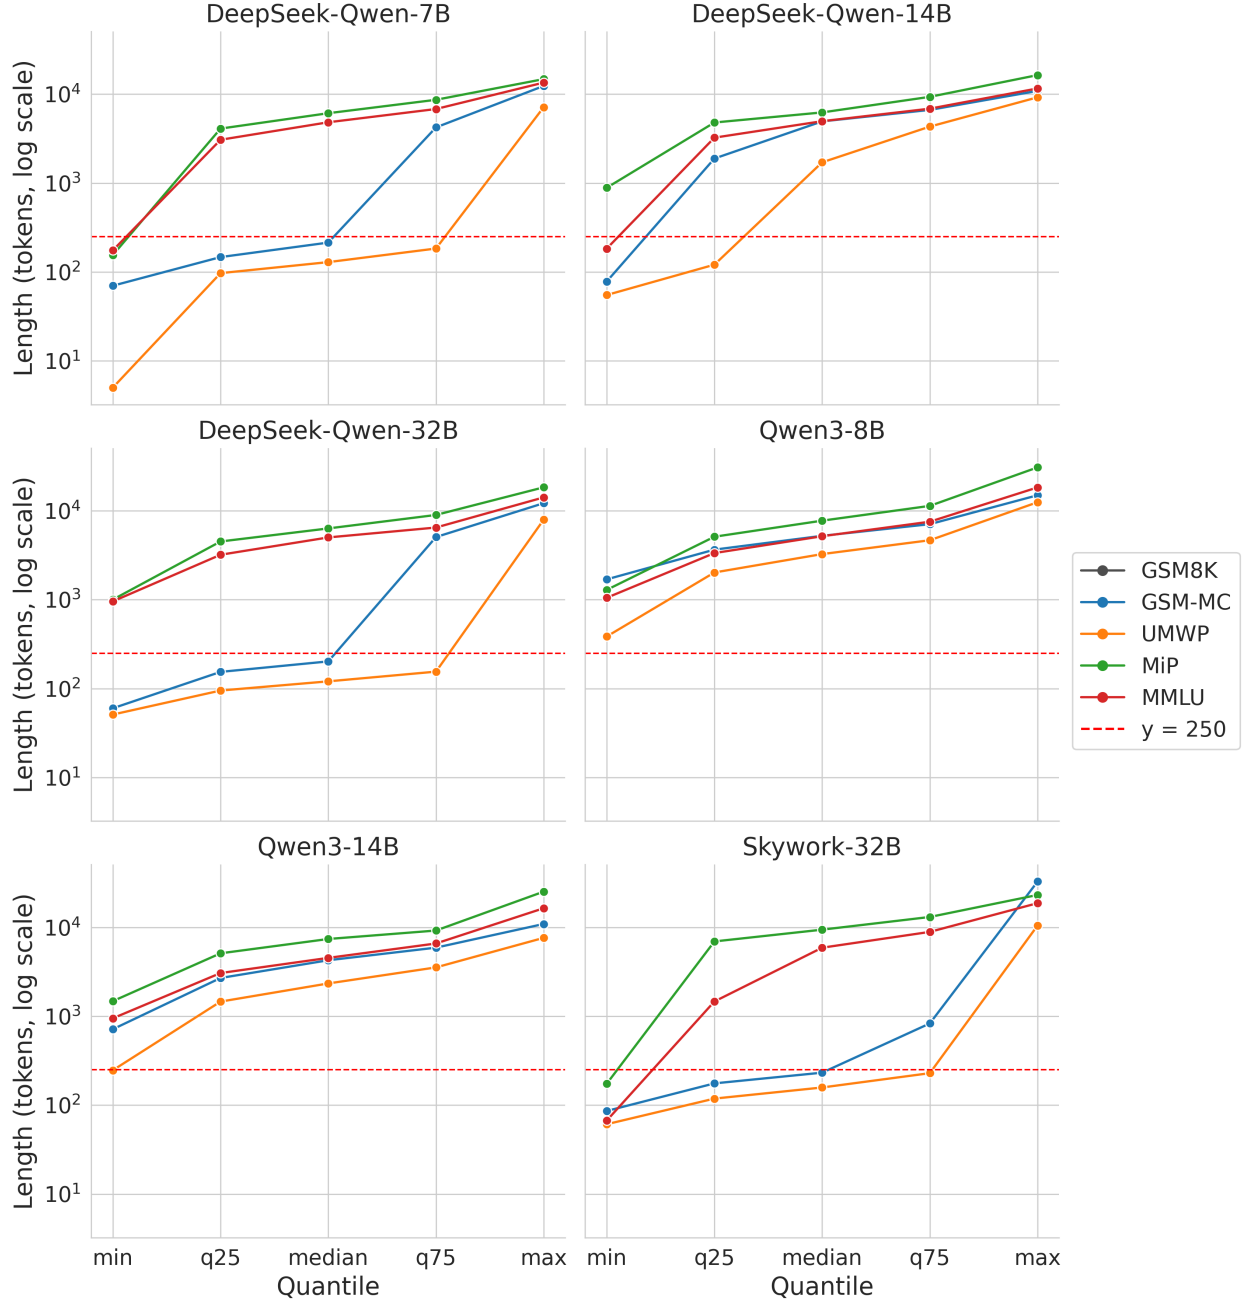 DeepSeek-Qwen-7B
DeepSeek-Qwen-14B
Length (tokens, log scale)
10⁴
10³
10²
10¹
DeepSeek-Qwen-32B
Qwen3-8B
Length (tokens, log scale)
10⁴
10³
10²
10¹
GSM8K
GSM-MC
UMWP
MiP
MMLU
y = 250
Qwen3-14B
Skywork-32B
Length (tokens, log scale)
10⁴
10³
10²
10¹
min q25 median q75 max
min q25 median q75 max
Quantile
Quantile